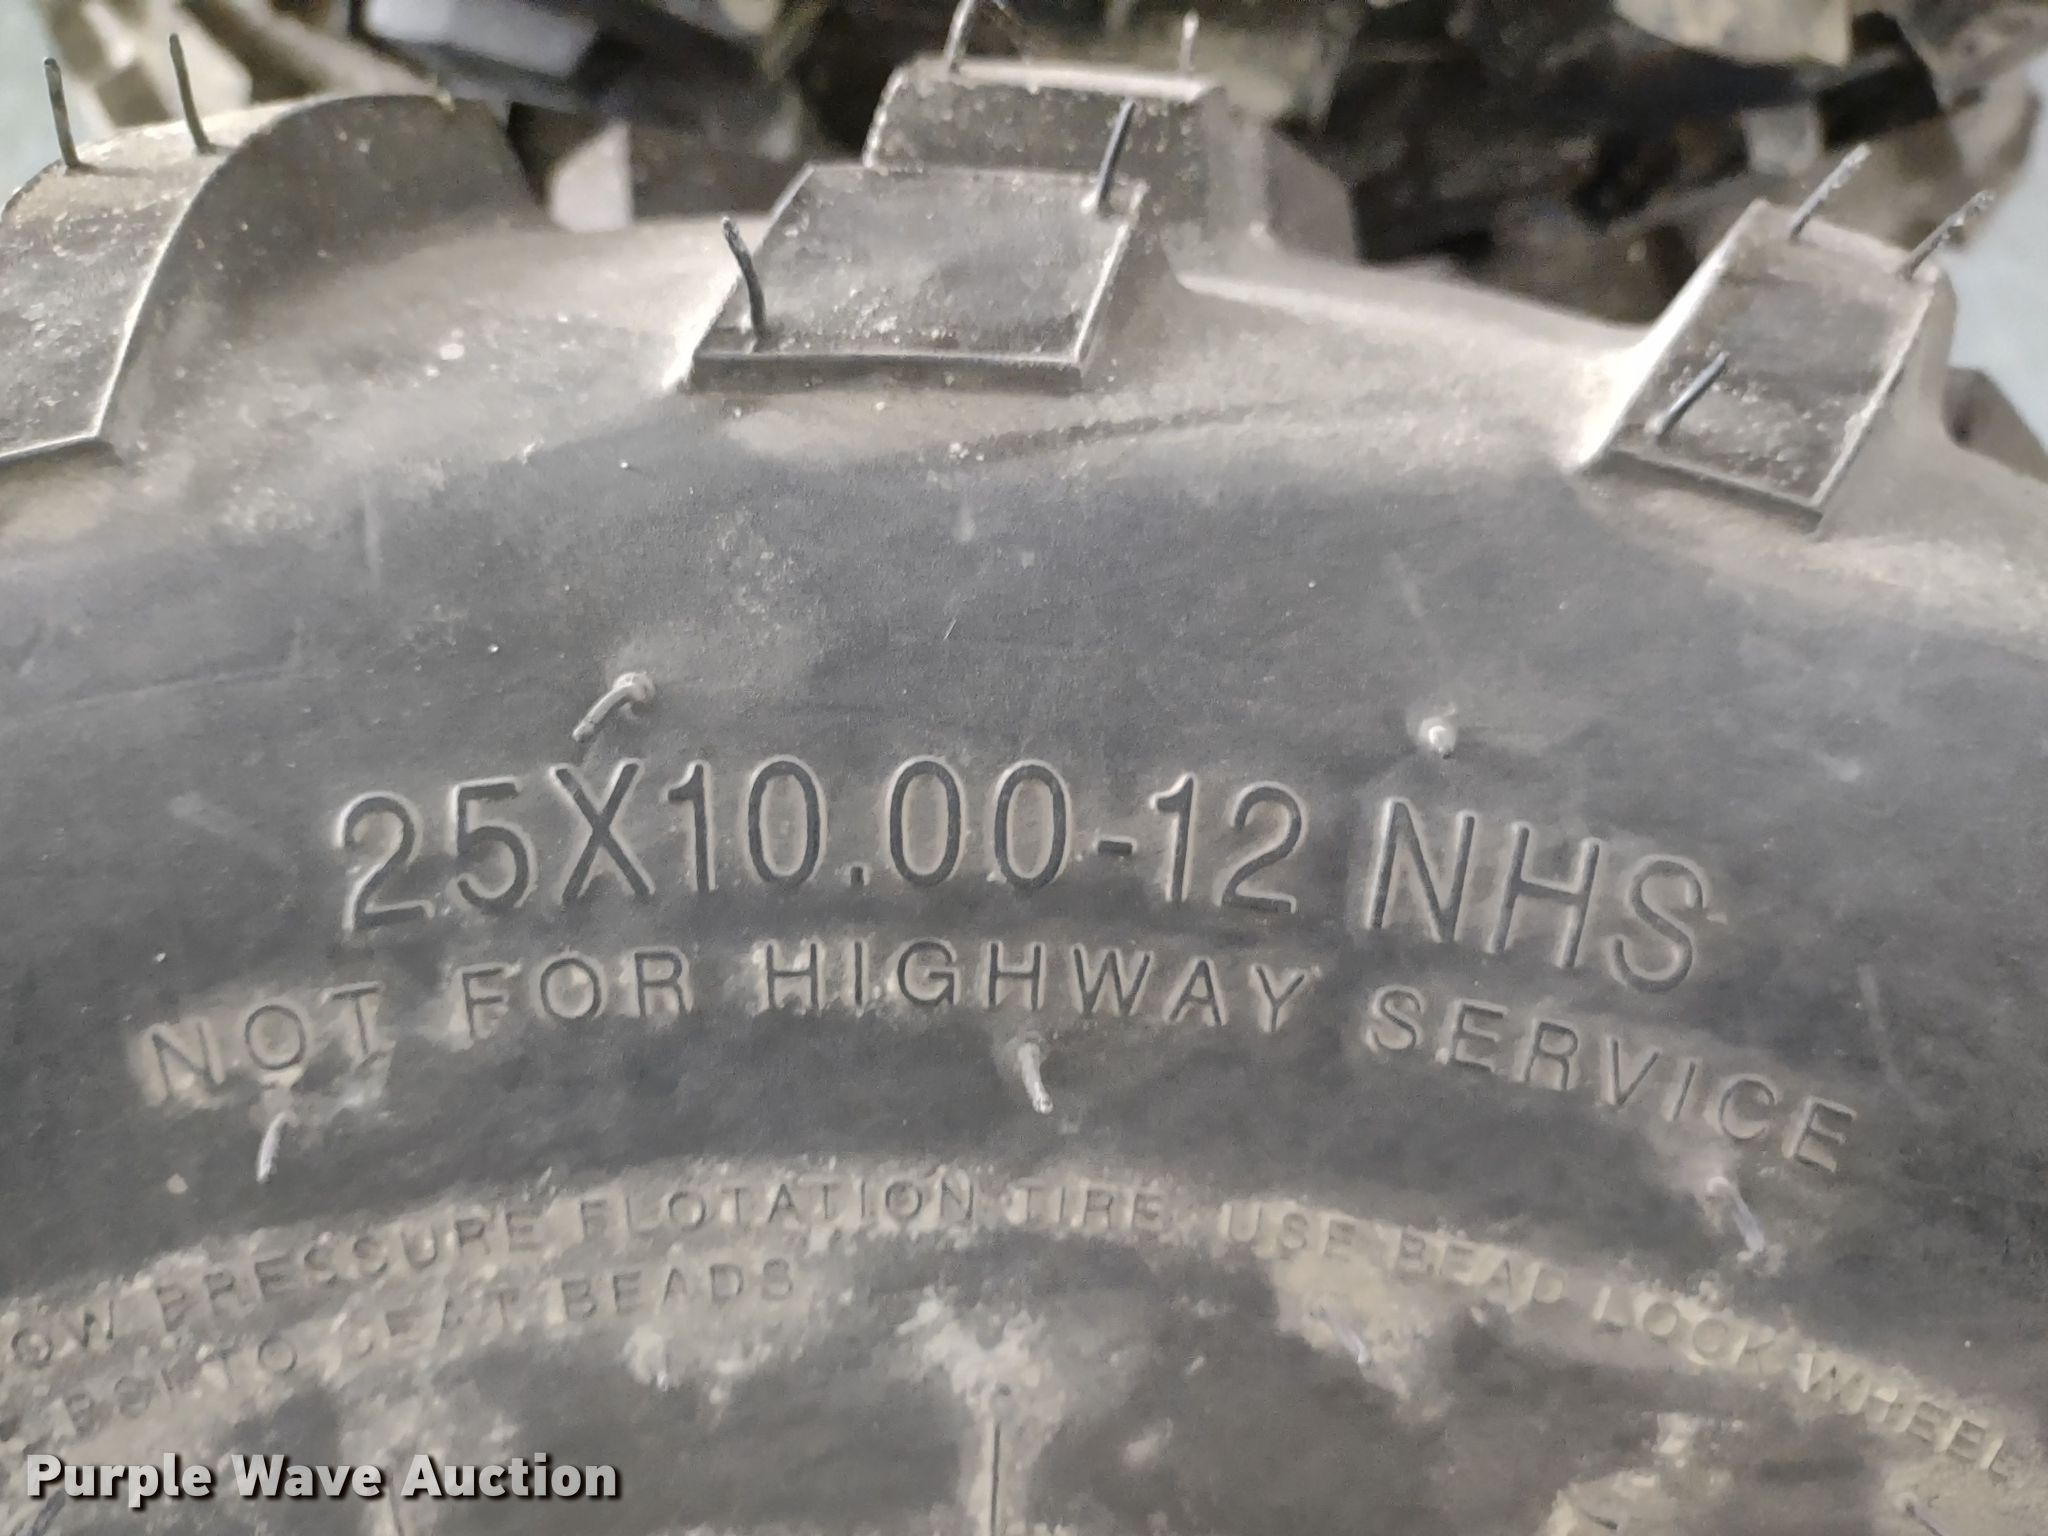 25X10.00-12 NHS
NOT FOR HIGHWAY SERVICE
PRESSURE FLOTATION TIRE USE BEAD LOCK WHEEL
PSI TO SEAT BEADS
Purple Wave Auction